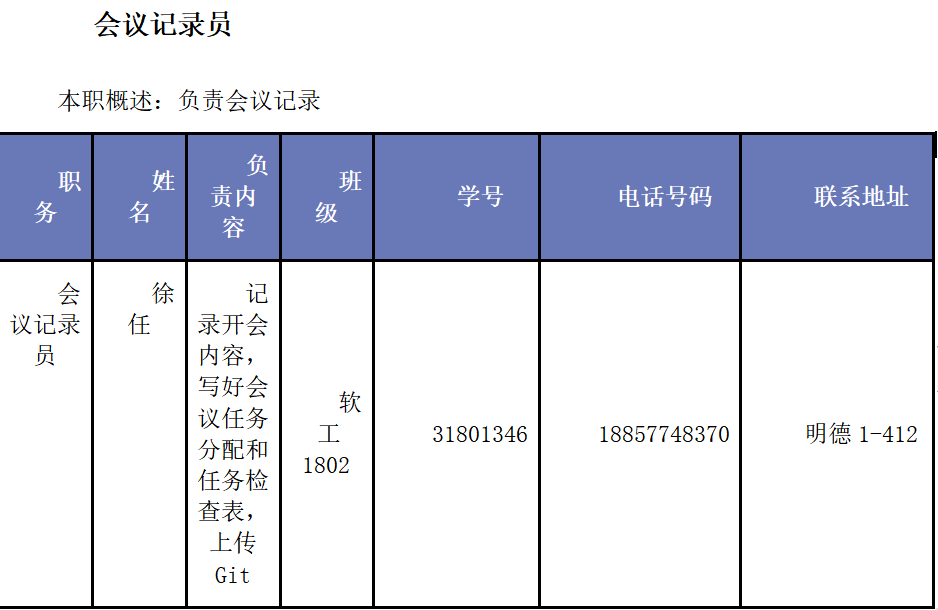 会议记录员
本职概述：负责会议记录
职
务
姓
名
负
责内
容
班
级
学号
电话号码
联系地址
会
议记录
员
徐
任
记
录开会
内容，
写好会
议任务
分配和
任务检
查表，
上传
Git
软
工
1802
31801346
18857748370
明德 1-412